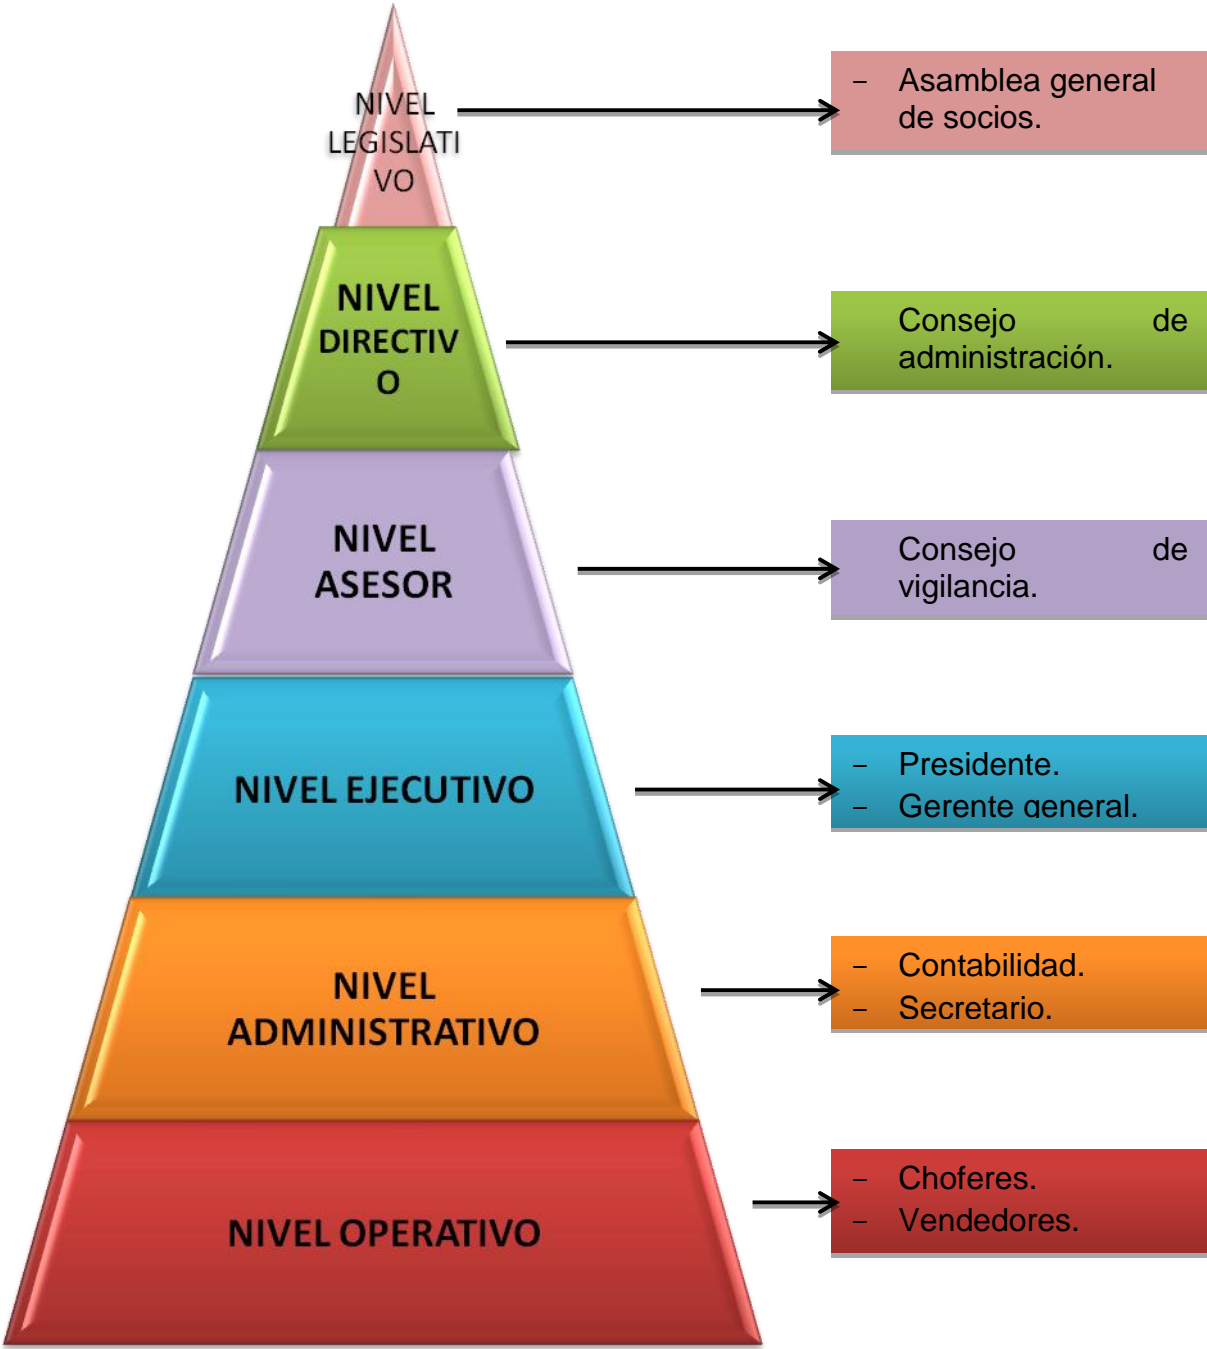 NIVEL
LEGISLATI
VO
– Asamblea general
de socios.
NIVEL
DIRECTIV
O
Consejo de
administración.
NIVEL
ASESOR
Consejo de
vigilancia.
NIVEL EJECUTIVO
– Presidente.
– Gerente general.
NIVEL
ADMINISTRATIVO
– Contabilidad.
– Secretario.
NIVEL OPERATIVO
– Choferes.
– Vendedores.